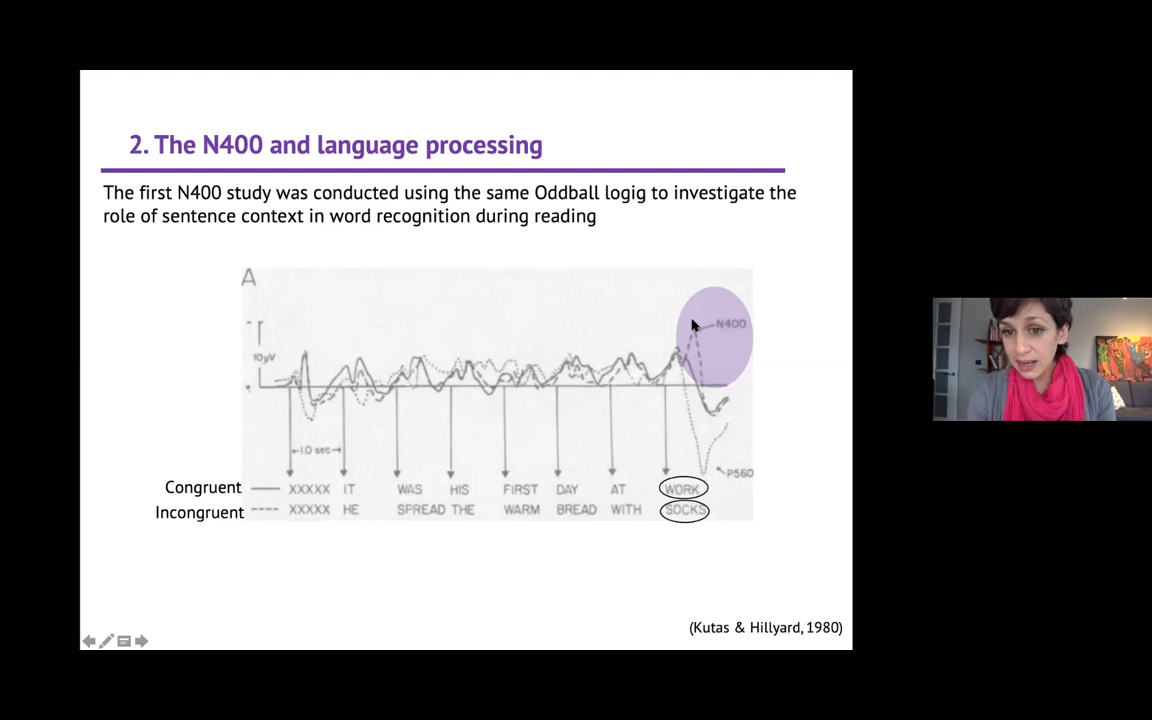 2. The N400 and language processing
The first N400 study was conducted using the same Oddball logig to investigate the
role of sentence context in word recognition during reading
A
N400
10µV
←1.0 sec→
P560
Congruent XXXXX IT WAS HIS FIRST DAY AT WORK
Incongruent XXXXX HE SPREAD THE WARM BREAD WITH SOCKS
(Kutas & Hillyard, 1980)